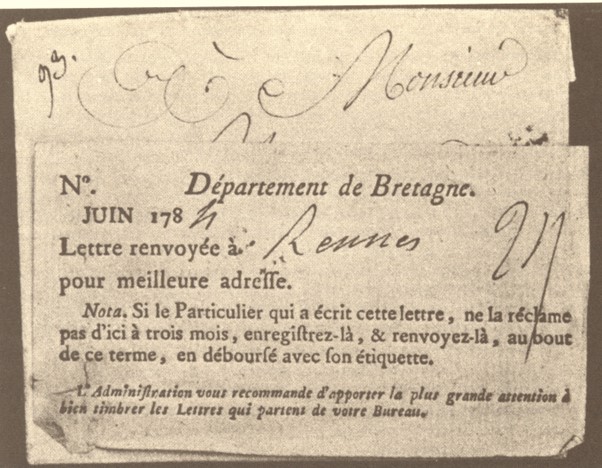 93.
à Monsieur
N°. Département de Bretagne.
JUIN 1784
Lettre renvoyée à Rennes
pour meilleure adreſſe.
Nota. Si le Particulier qui a écrit cette lettre, ne la réclame
pas d'ici à trois mois, enregiſtrez-là, & renvoyez-là, au bout
de ce terme, en débourſé avec ſon étiquette.
L'Adminiſtration vous recommande d'apporter la plus grande attention à
bien timbrer les Lettres qui partent de votre Bureau.